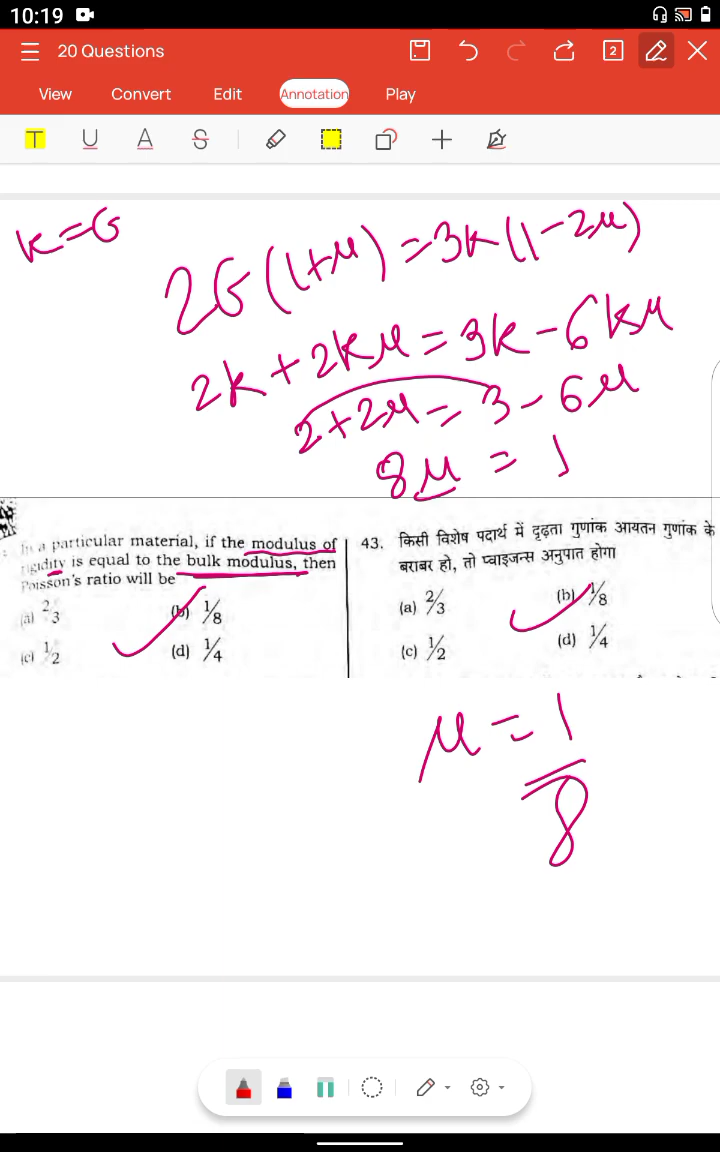 10:19
20 Questions
2
View Convert Edit Annotation Play
T U A S
K=G
2G(1+μ)=3K(1-2μ)
2K+2Kμ=3K-6Kμ
2+2μ=3-6μ
8μ=1
a particular material, if the modulus of
is equal to the bulk modulus, then
Poisson's ratio will be
(a) 2/3 (b) 1/8
(c) 1/2 (d) 1/4
43. किसी विशेष पदार्थ में दृढ़ता गुणांक आयतन गुणांक के
बराबर हो, तो प्वाइजन्स अनुपात होगा
(a) 2/3 (b) 1/8
(c) 1/2 (d) 1/4
μ=1/8